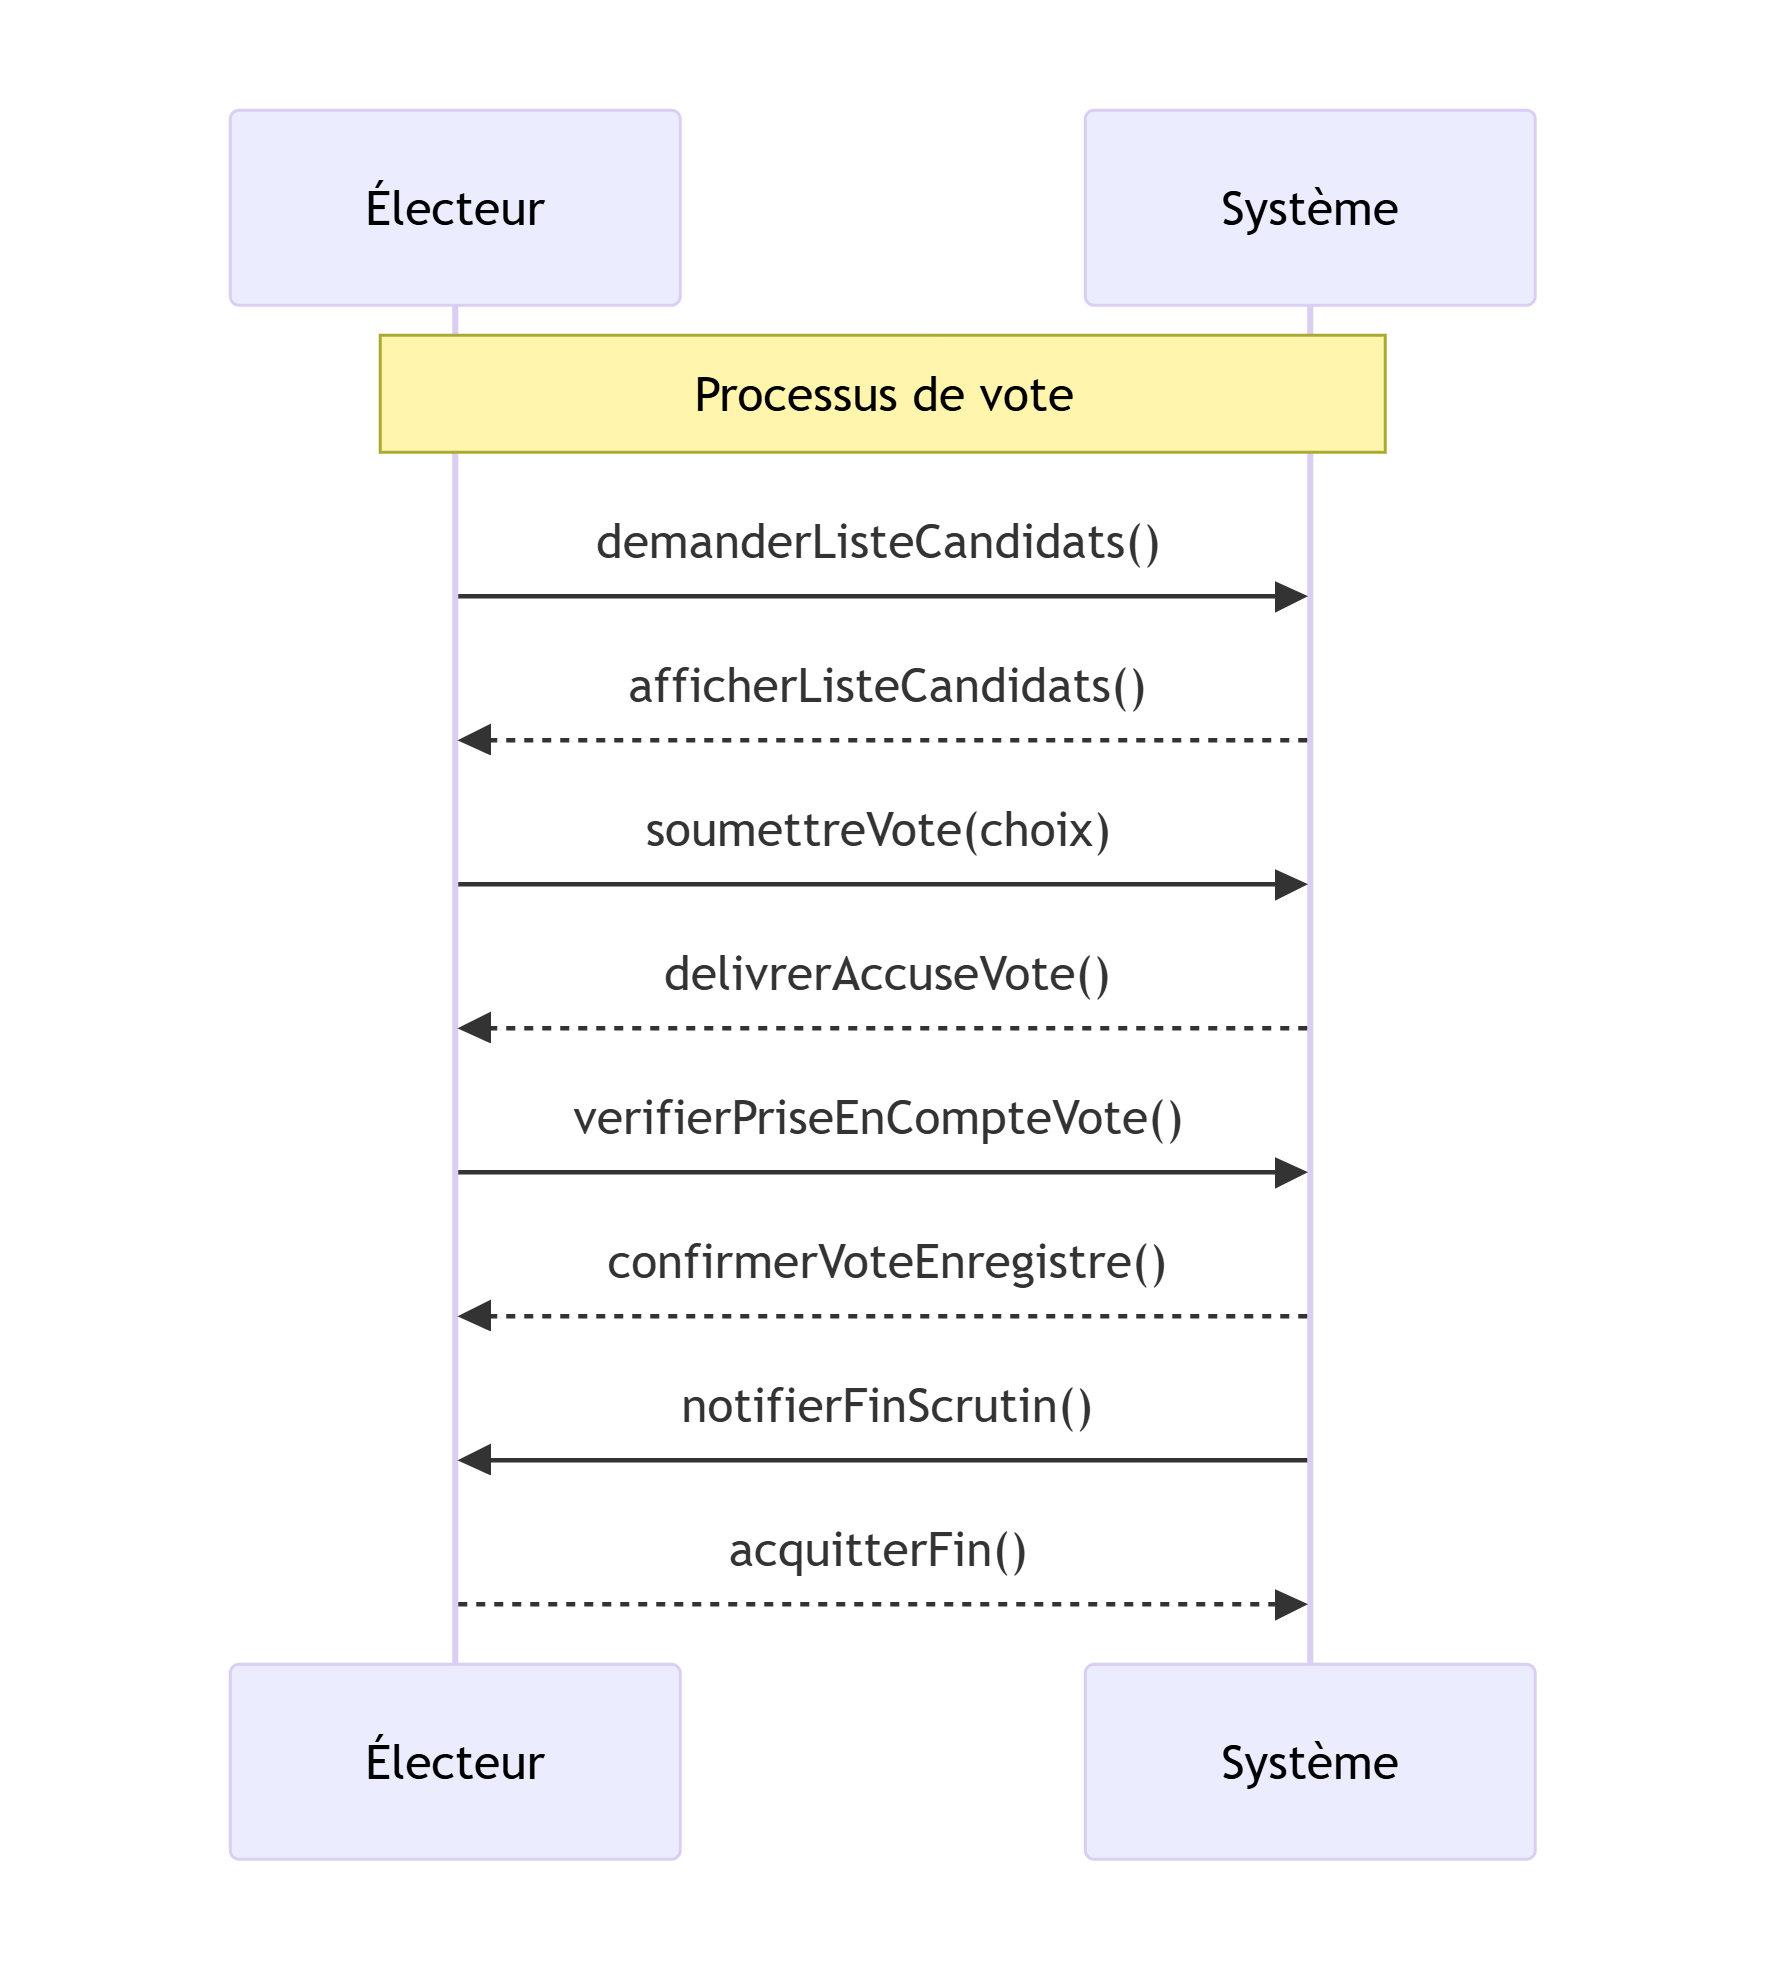 Électeur
Système
Processus de vote
demanderListeCandidats()
afficherListeCandidats()
soumettreVote(choix)
delivrerAccuseVote()
verifierPriseEnCompteVote()
confirmerVoteEnregistre()
notifierFinScrutin()
acquitterFin()
Électeur
Système